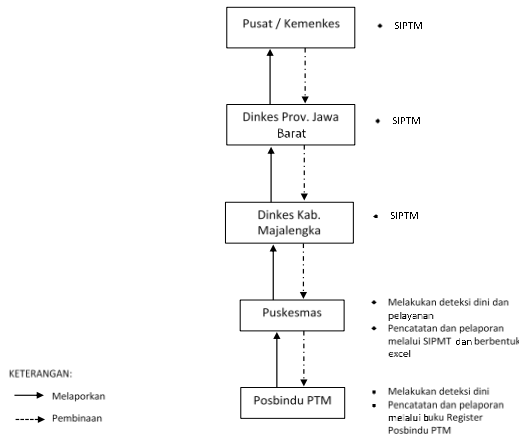 Pusat / Kemenkes
SIPTM
Dinkes Prov. Jawa
Barat
SIPTM
Dinkes Kab.
Majalengka
SIPTM
Puskesmas
Melakukan deteksi dini dan
pelayanan
Pencatatan dan pelaporan
melalui SIPMT dan berbentuk
excel
KETERANGAN:
Melaporkan
Pembinaan
Posbindu PTM
Melakukan deteksi dini
Pencatatan dan pelaporan
melalui buku Register
Posbindu PTM